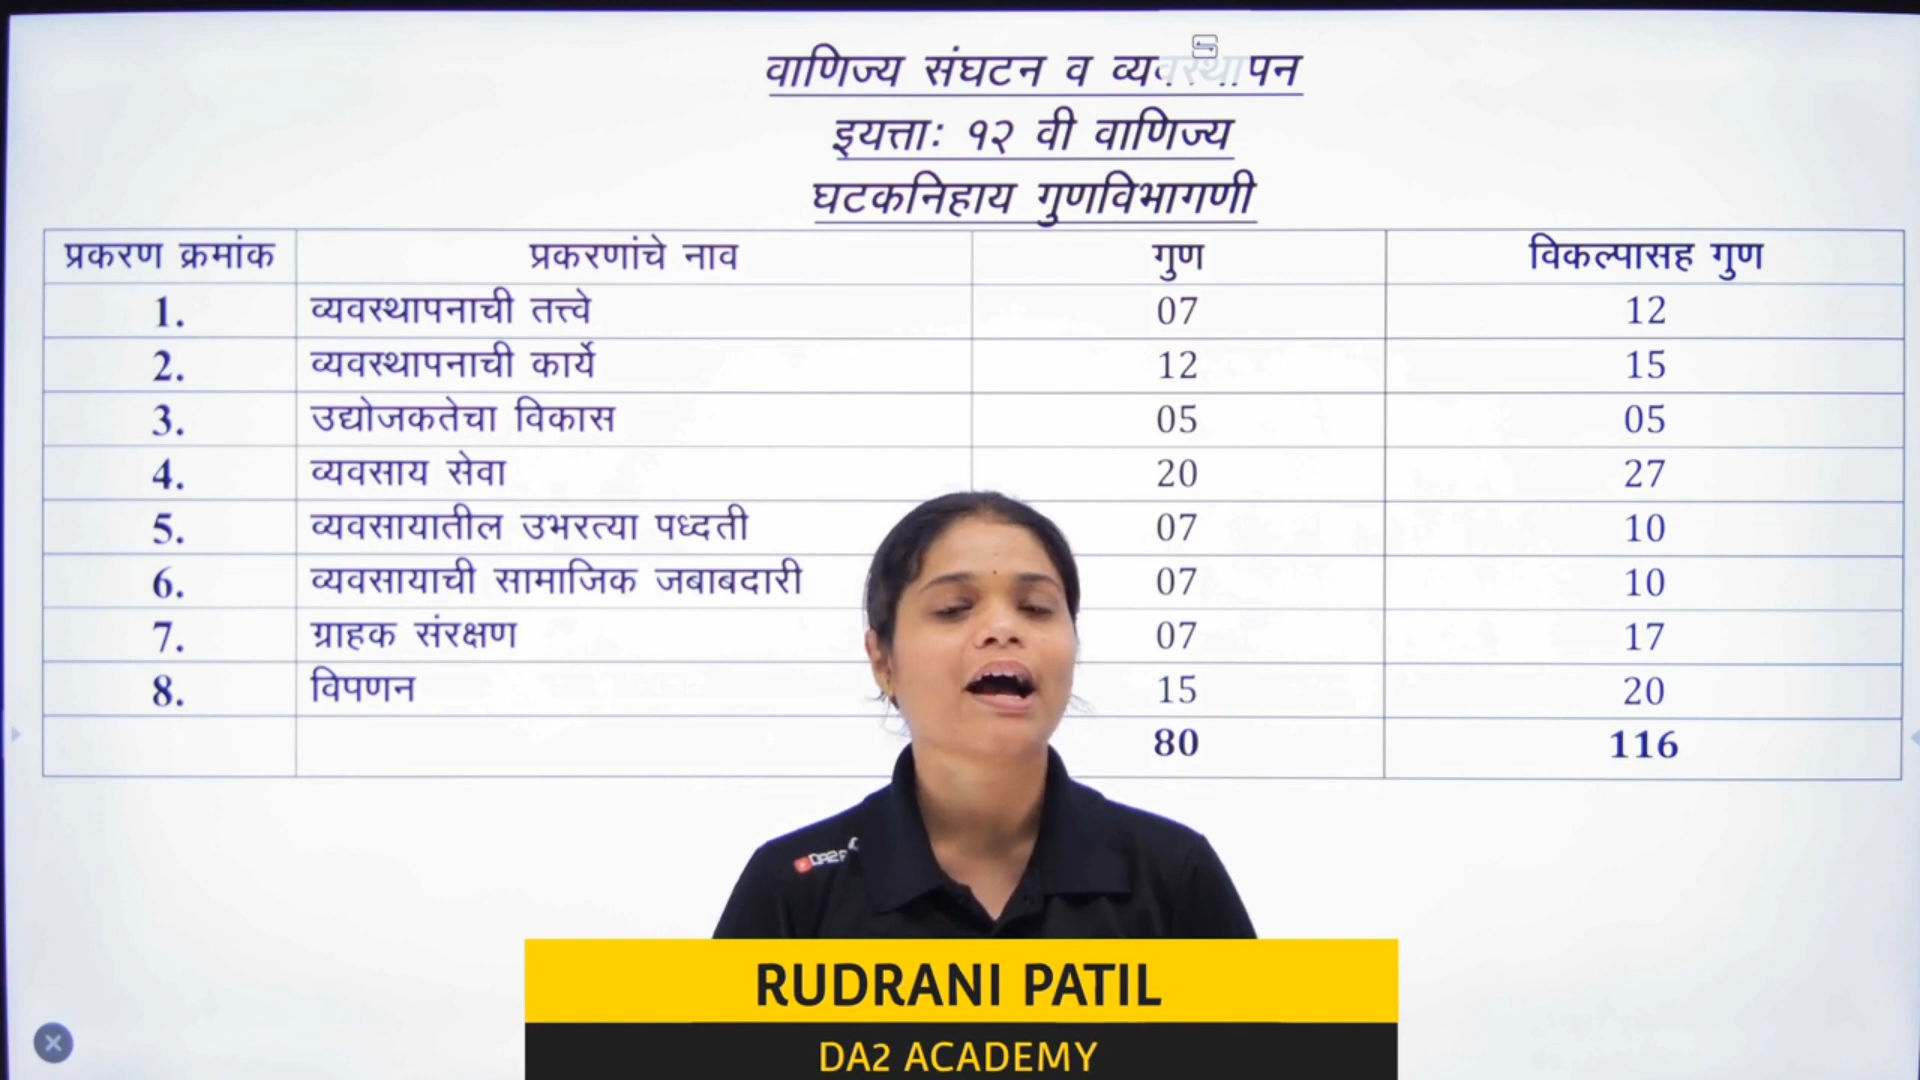 वाणिज्य संघटन व व्यवस्थापन
इयत्ताः १२ वी वाणिज्य
घटकनिहाय गुणविभागणी
प्रकरण क्रमांक प्रकरणांचे नाव गुण विकल्पासह गुण
1. व्यवस्थापनाची तत्त्वे 07 12
2. व्यवस्थापनाची कार्ये 12 15
3. उद्योजकतेचा विकास 05 05
4. व्यवसाय सेवा 20 27
5. व्यवसायातील उभरत्या पध्दती 07 10
6. व्यवसायाची सामाजिक जबाबदारी 07 10
7. ग्राहक संरक्षण 07 17
8. विपणन 15 20
80 116
RUDRANI PATIL
DA2 ACADEMY